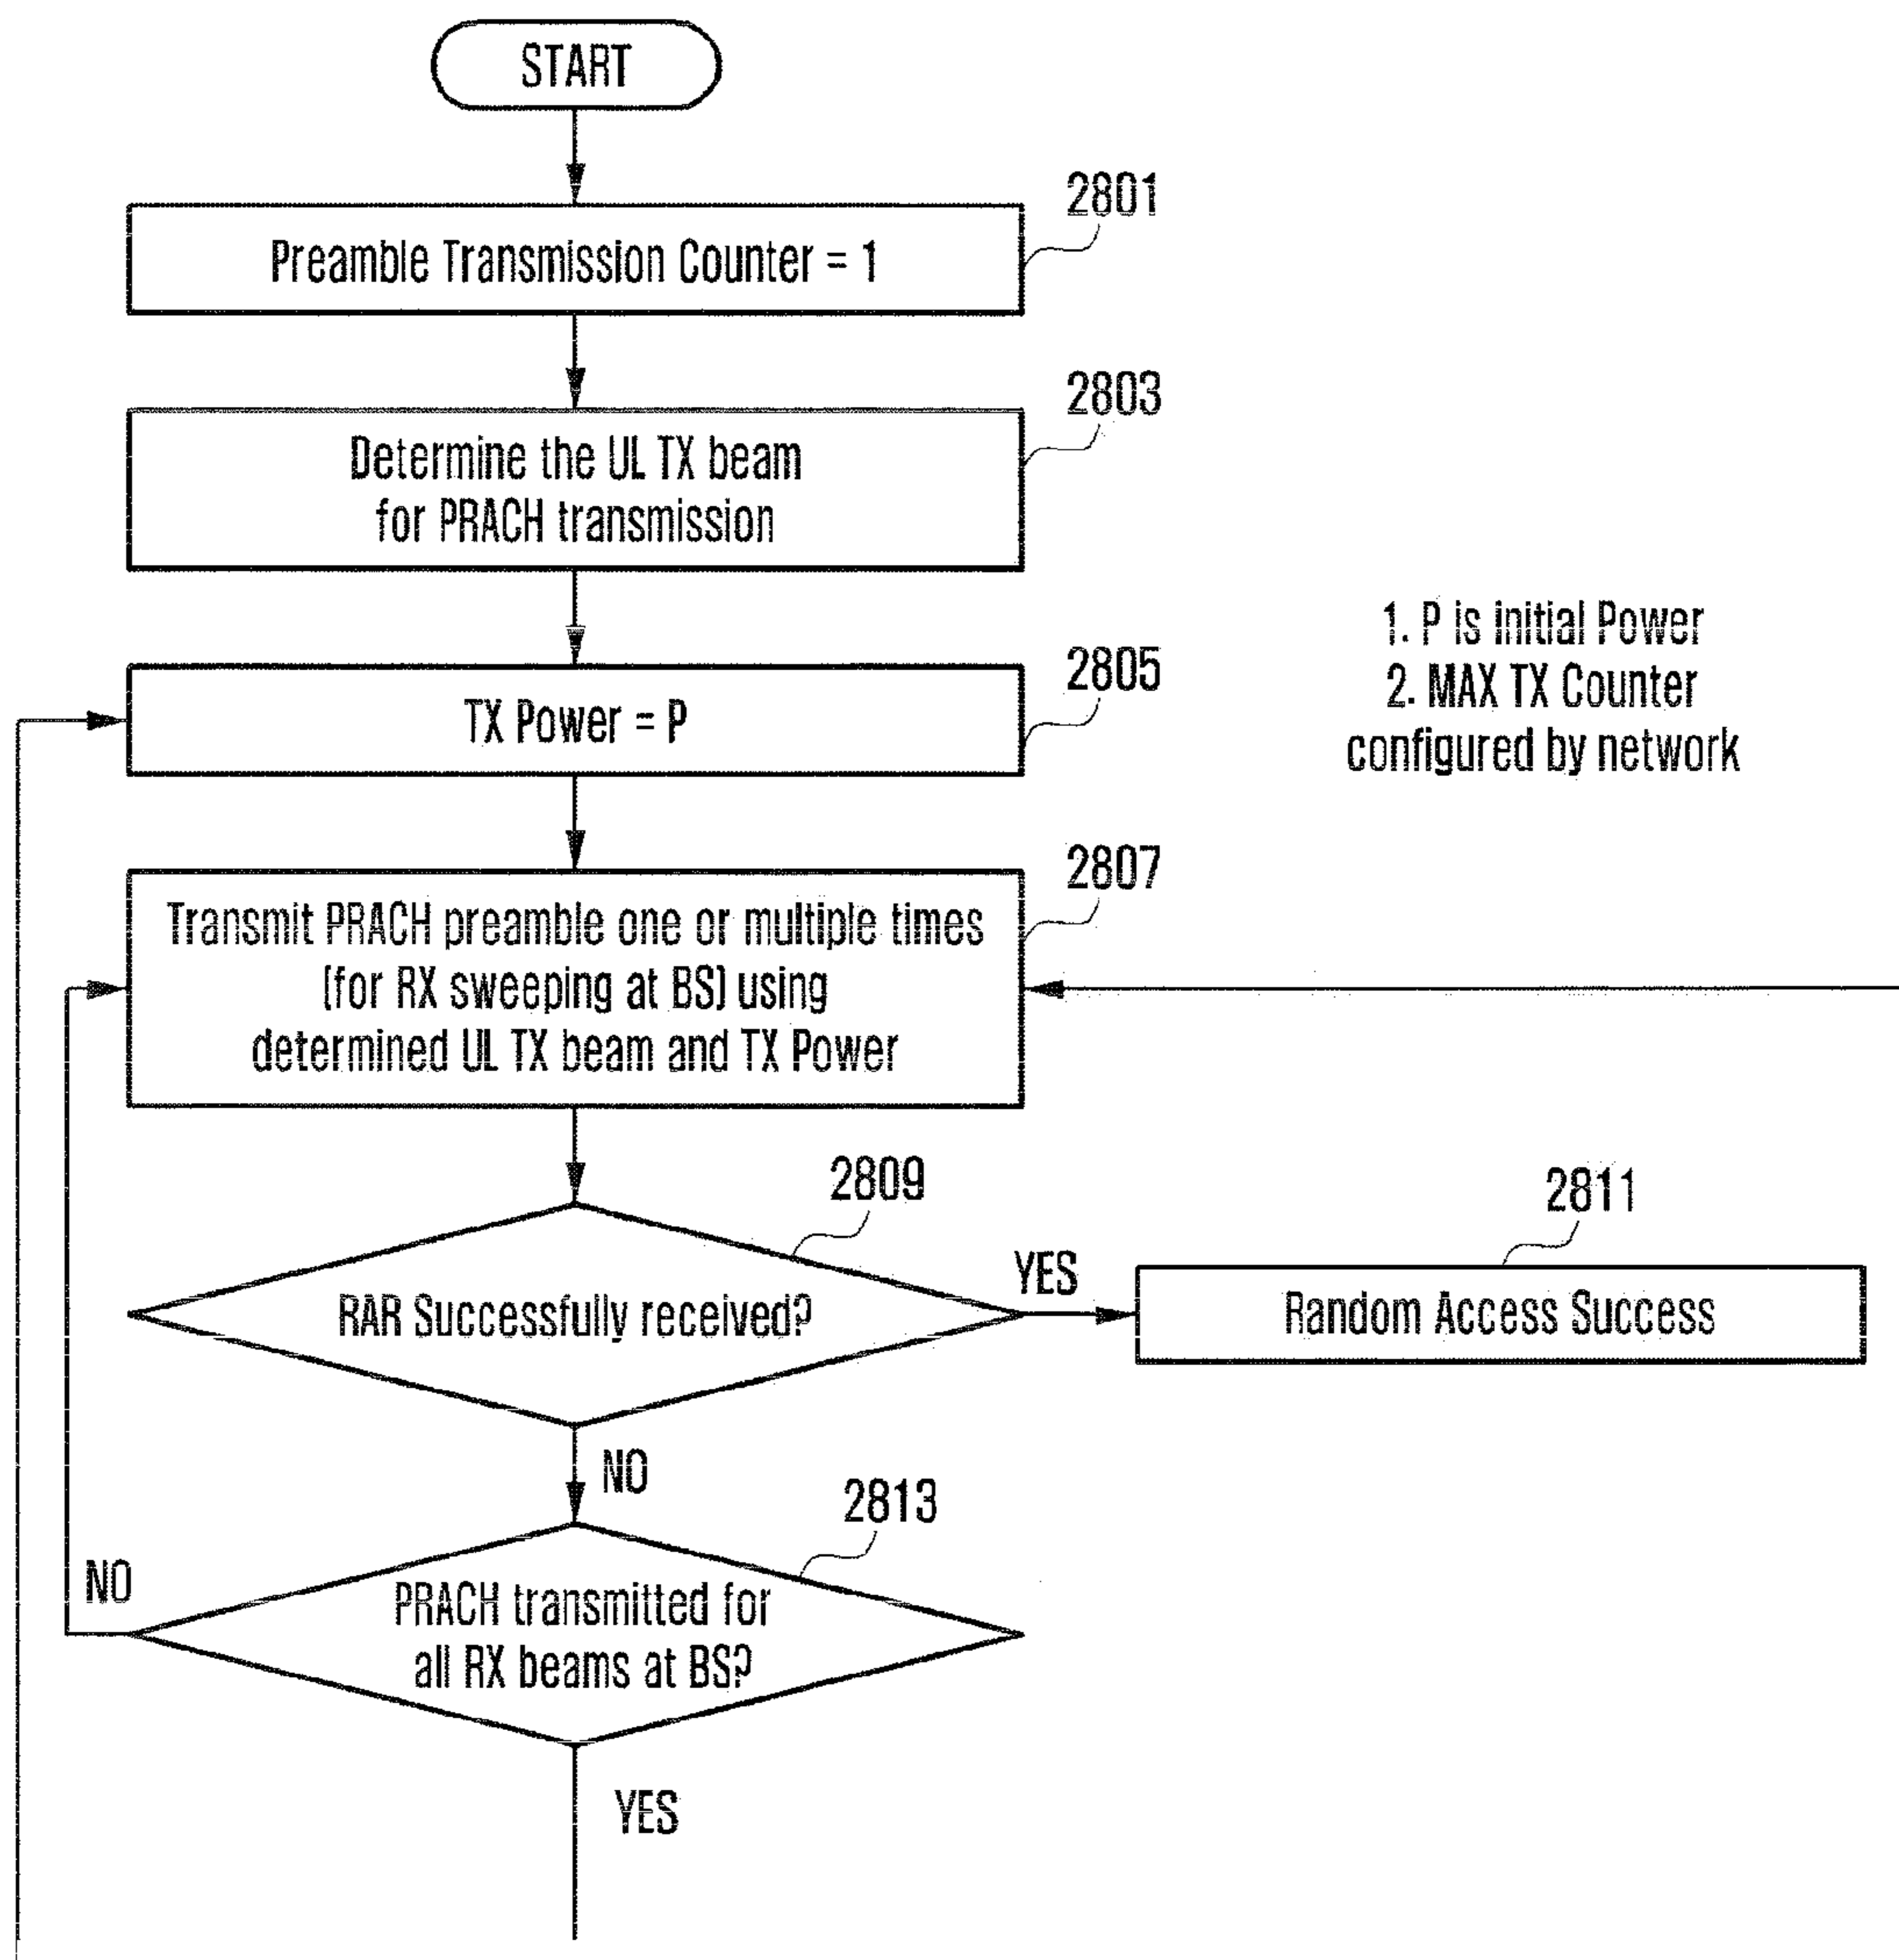 START
2801
Preamble Transmission Counter = 1
2803
Determine the UL TX beam
for PRACH transmission
1. P is initial Power
2. MAX TX Counter
configured by network
2805
TX Power = P
2807
Transmit PRACH preamble one or multiple times
(for RX sweeping at BS) using
determined UL TX beam and TX Power
2809
RAR Successfully received?
YES
2811
Random Access Success
NO
2813
NO
PRACH transmitted for
all RX beams at BS?
YES